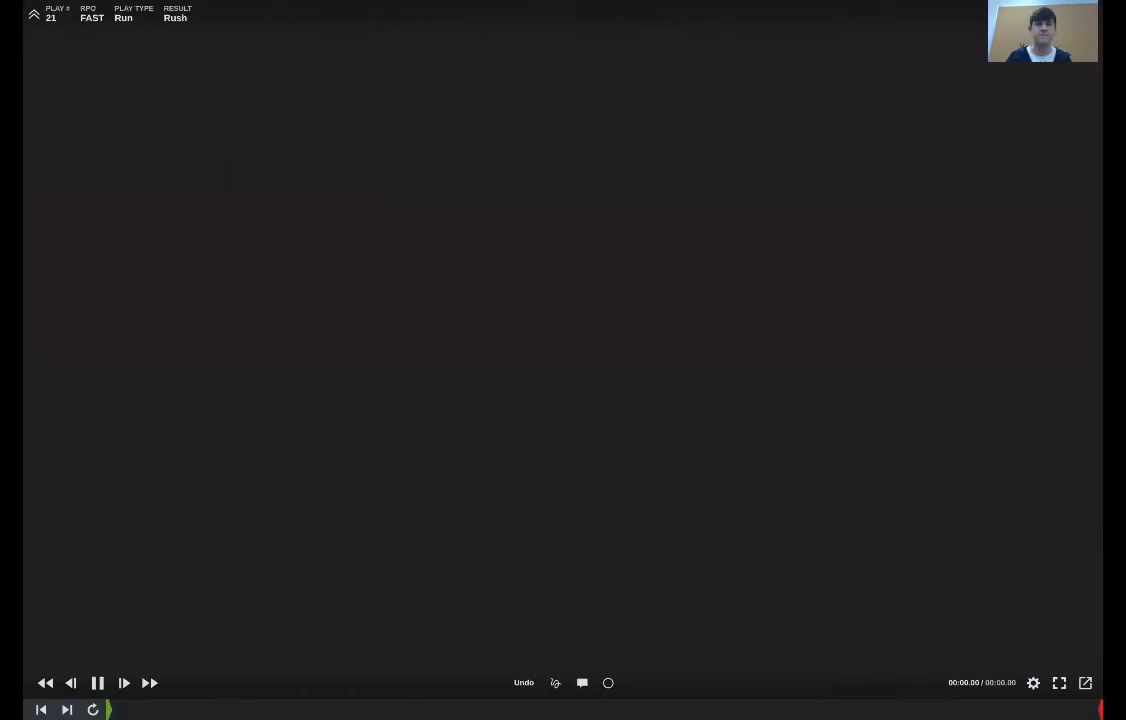 PLAY # RPO PLAY TYPE RESULT
21 FAST Run Rush
Undo
00:00.00 / 00:00.00